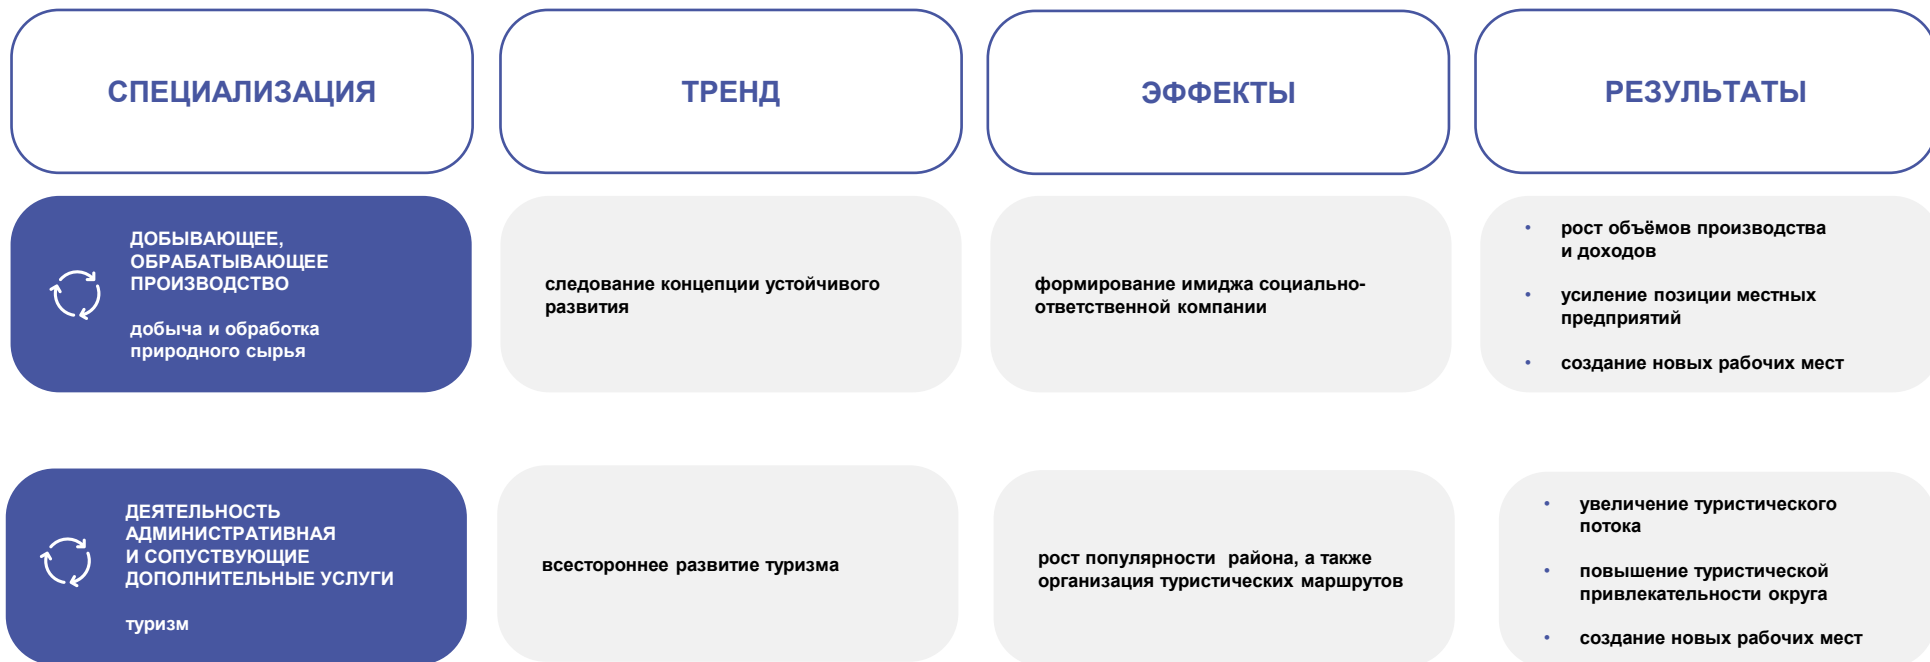 СПЕЦИАЛИЗАЦИЯ
ТРЕНД
ЭФФЕКТЫ
РЕЗУЛЬТАТЫ
ДОБЫВАЮЩЕЕ,
ОБРАБАТЫВАЮЩЕЕ
ПРОИЗВОДСТВО
добыча и обработка
природного сырья
следование концепции устойчивого
развития
формирование имиджа социально-
ответственной компании
• рост объёмов производства
и доходов
• усиление позиции местных
предприятий
• создание новых рабочих мест
ДЕЯТЕЛЬНОСТЬ
АДМИНИСТРАТИВНАЯ
И СОПУСТВУЮЩИЕ
ДОПОЛНИТЕЛЬНЫЕ УСЛУГИ
туризм
всестороннее развитие туризма
рост популярности района, а также
организация туристических маршрутов
• увеличение туристического
потока
• повышение туристической
привлекательности округа
• создание новых рабочих мест